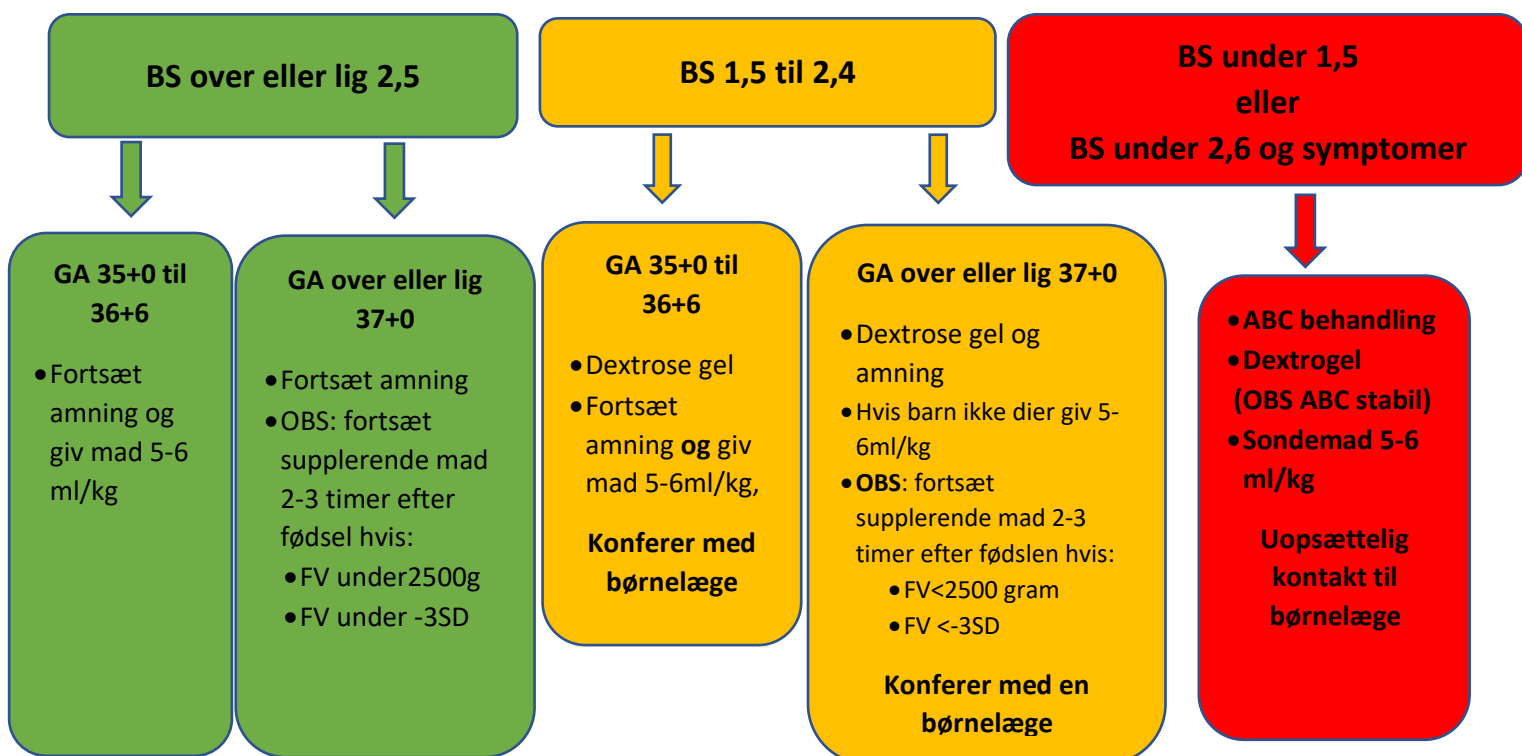 BS over eller lig 2,5
BS 1,5 til 2,4
BS under 1,5
eller
BS under 2,6 og symptomer
GA 35+0 til
36+6
•Fortsæt
amning og
giv mad 5-6
ml/kg
GA over eller lig
37+0
•Fortsæt amning
•OBS: fortsæt
supplerende mad
2-3 timer efter
fødsel hvis:
•FV under2500g
•FV under -3SD
GA 35+0 til
36+6
•Dextrose gel
•Fortsæt
amning og giv
mad 5-6ml/kg,
Konferer med
børnelæge
GA over eller lig 37+0
•Dextrose gel og
amning
•Hvis barn ikke dier giv 5-
6ml/kg
•OBS: fortsæt
supplerende mad 2-3
timer efter fødslen hvis:
•FV<2500 gram
•FV <-3SD
Konferer med en
børnelæge
•ABC behandling
•Dextrogel
(OBS ABC stabil)
•Sondemad 5-6
ml/kg
Uopsættelig
kontakt til
børnelæge